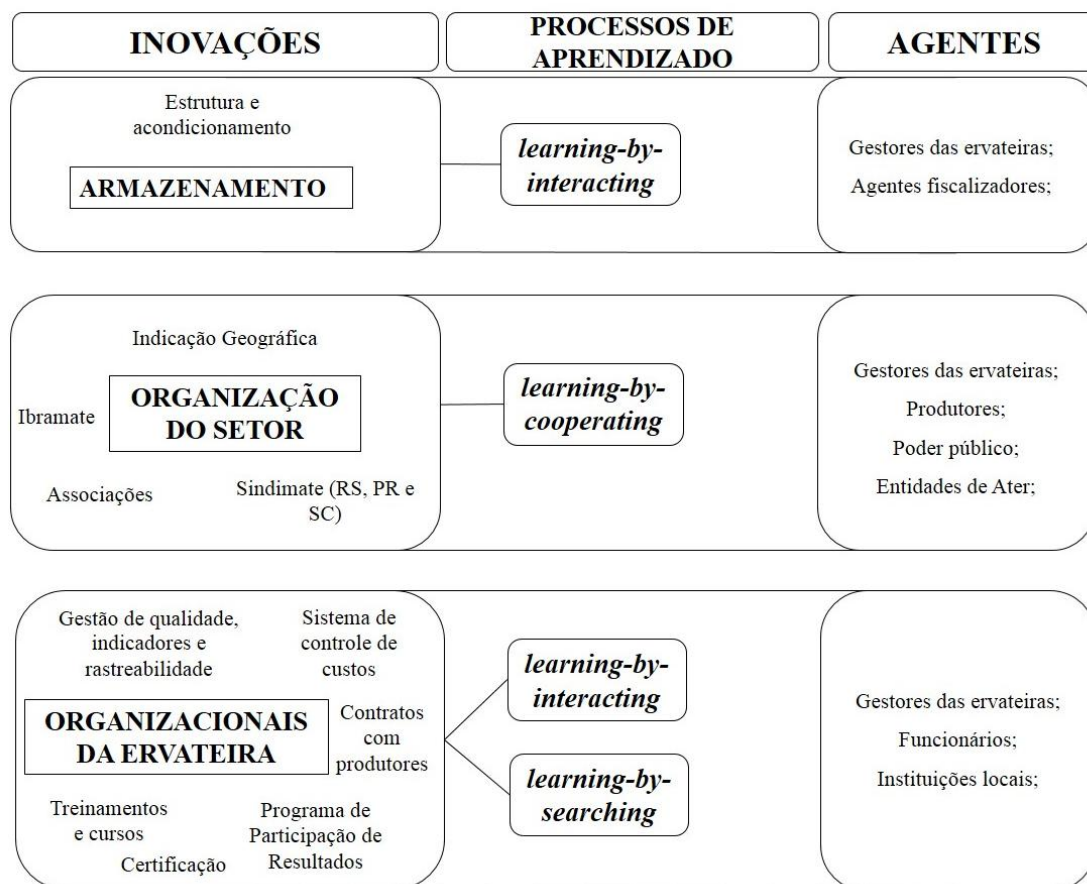 INOVAÇÕES
PROCESSOS DE
APRENDIZADO
AGENTES
Estrutura e
acondicionamento
ARMAZENAMENTO
learning-by-
interacting
Gestores das ervateiras;
Agentes fiscalizadores;
Indicação Geográfica
Ibramate
ORGANIZAÇÃO
DO SETOR
Associações
Sindimate (RS, PR e
SC)
learning-by-
cooperating
Gestores das ervateiras;
Produtores;
Poder público;
Entidades de Ater;
Gestão de qualidade,
indicadores e
rastreabilidade
Sistema de
controle de
custos
ORGANIZACIONAIS
DA ERVATEIRA
Contratos
com
produtores
Treinamentos
e cursos
Certificação
Programa de
Participação de
Resultados
learning-by-
interacting
learning-by-
searching
Gestores das ervateiras;
Funcionários;
Instituições locais;